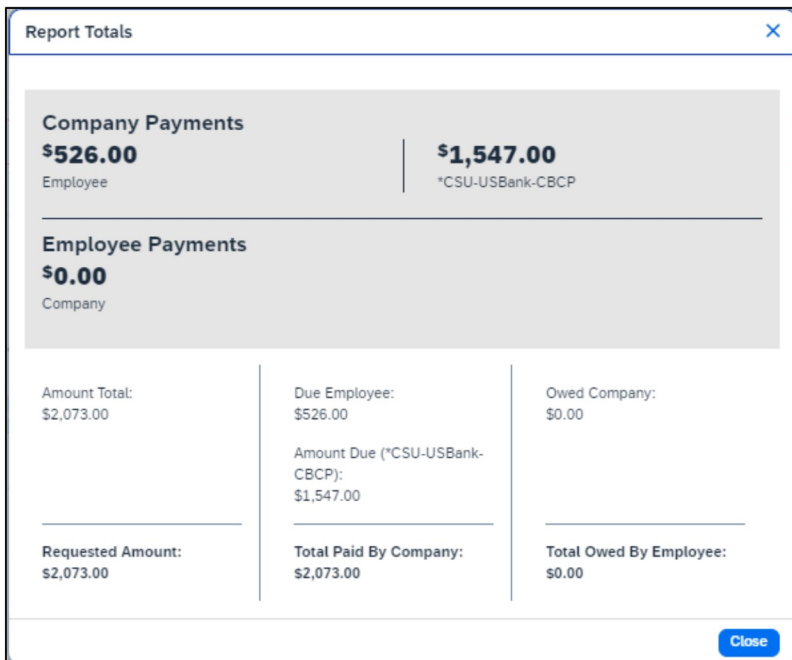 Report Totals
Company Payments
$526.00
Employee
$1,547.00
*CSU-USBank-CBCP
Employee Payments
$0.00
Company
Amount Total:
$2,073.00
Due Employee:
$526.00
Amount Due (*CSU-USBank-
CBCP):
$1,547.00
Owed Company:
$0.00
Requested Amount:
$2,073.00
Total Paid By Company:
$2,073.00
Total Owed By Employee:
$0.00
Close